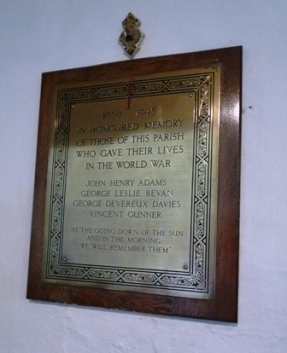 1939 1945
IN HONOURED MEMORY
OF THOSE OF THIS PARISH
WHO GAVE THEIR LIVES
IN THE WORLD WAR
JOHN HENRY ADAMS
GEORGE LESLIE BEVAN
GEORGE DEVEREUX DAVIES
VINCENT GUNNER
"AT THE GOING DOWN OF THE SUN
AND IN THE MORNING
WE WILL REMEMBER THEM"